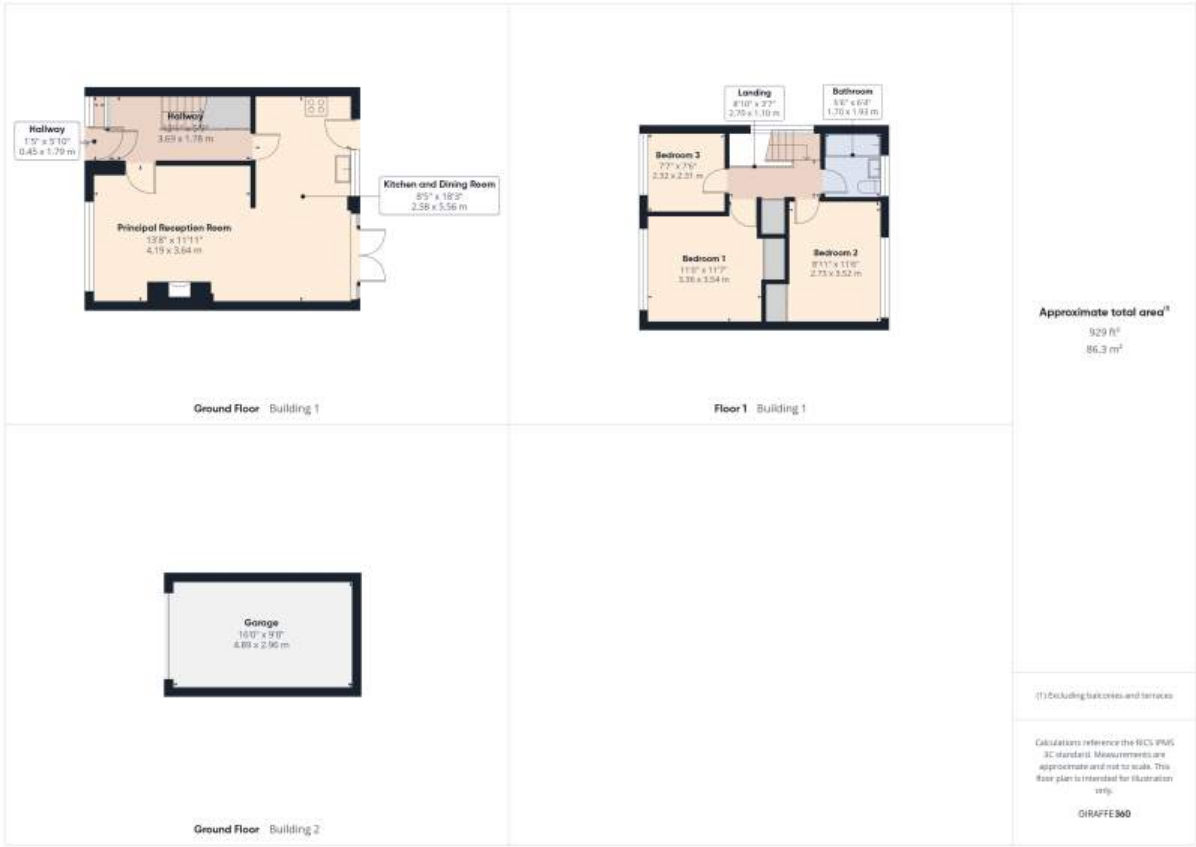 Hallway
1'5" x 5'10"
0.45 x 1.79 m
Hallway
3.69 x 1.78 m
Kitchen and Dining Room
8'5" x 18'3"
2.58 x 5.56 m
Principal Reception Room
13'8" x 11'11"
4.19 x 3.64 m
Ground Floor Building 1
Landing
8'10" x 3'7"
2.70 x 1.10 m
Bathroom
5'6" x 6'4"
1.70 x 1.93 m
Bedroom 3
7'7" x 7'6"
2.32 x 2.31 m
Bedroom 1
11'0" x 11'7"
3.36 x 3.54 m
Bedroom 2
8'11" x 11'6"
2.73 x 3.52 m
Floor 1 Building 1
Garage
16'0" x 9'8"
4.89 x 2.96 m
Ground Floor Building 2
Approximate total area(1)
929 ft²
86.3 m²
(1) Excluding balconies and terraces
Calculations reference the RICS IPMS
3C standard. Measurements are
approximate and not to scale. This
floor plan is intended for illustration
only.
GIRAFFE360